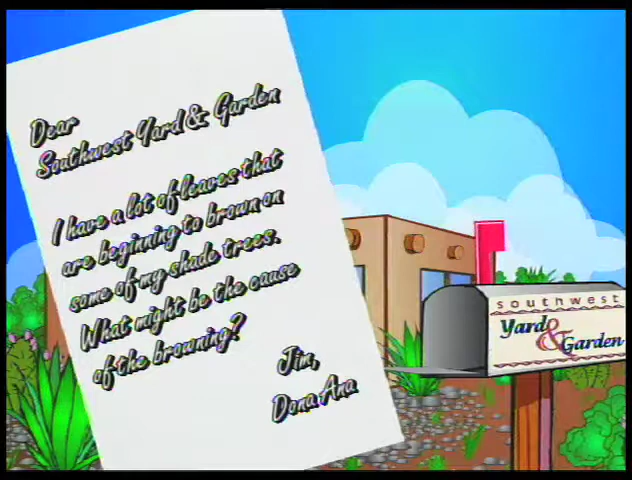 Dear
Southwest Yard & Garden
I have a lot of leaves that
are beginning to brown on
some of my shade trees.
What might be the cause
of the browning?
Jim,
Dona Ana
southwest
Yard &
Garden